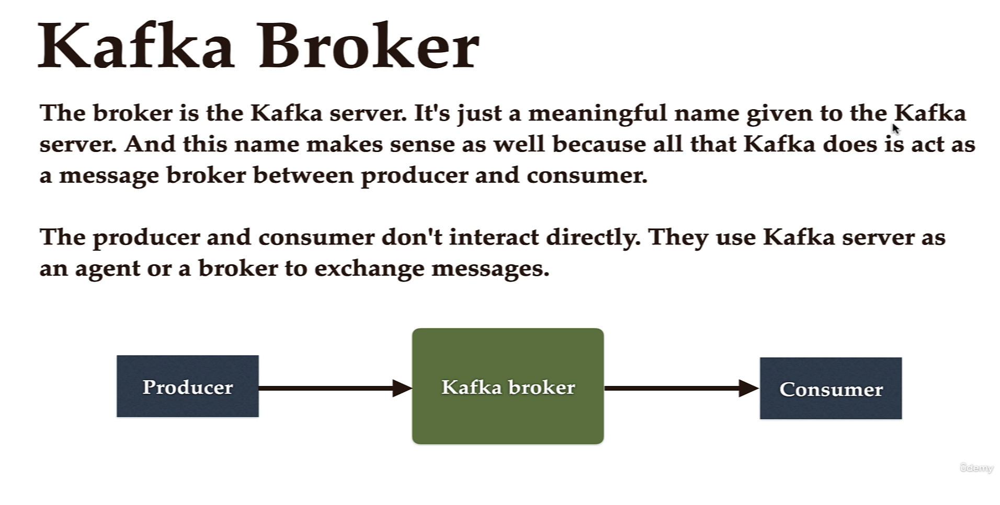 Kafka Broker
The broker is the Kafka server. It's just a meaningful name given to the Kafka
server. And this name makes sense as well because all that Kafka does is act as
a message broker between producer and consumer.
The producer and consumer don't interact directly. They use Kafka server as
an agent or a broker to exchange messages.
Producer
Kafka broker
Consumer
ûdemy